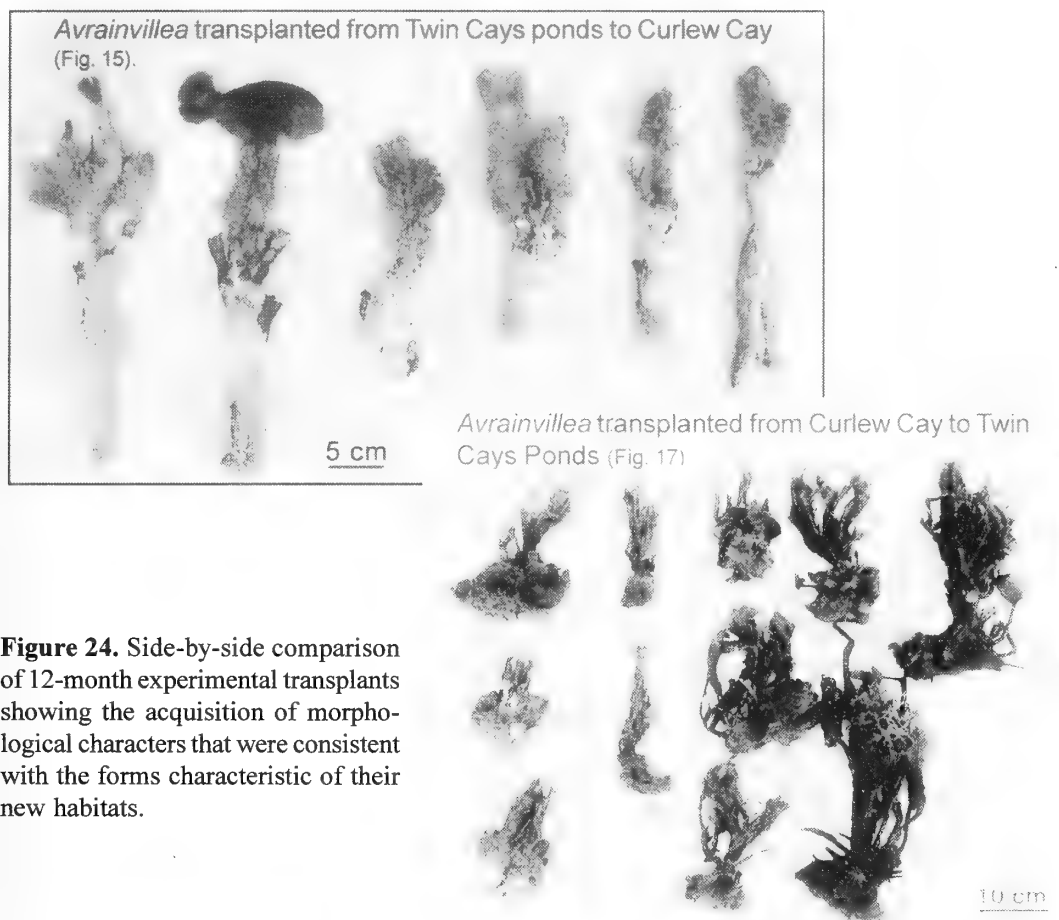 Avrainvillea transplanted from Twin Cays ponds to Curlew Cay
(Fig. 15).
5 cm
Avrainvillea transplanted from Curlew Cay to Twin
Cays Ponds (Fig. 17)
Figure 24. Side-by-side comparison
of 12-month experimental transplants
showing the acquisition of morpho-
logical characters that were consistent
with the forms characteristic of their
new habitats.
10 cm